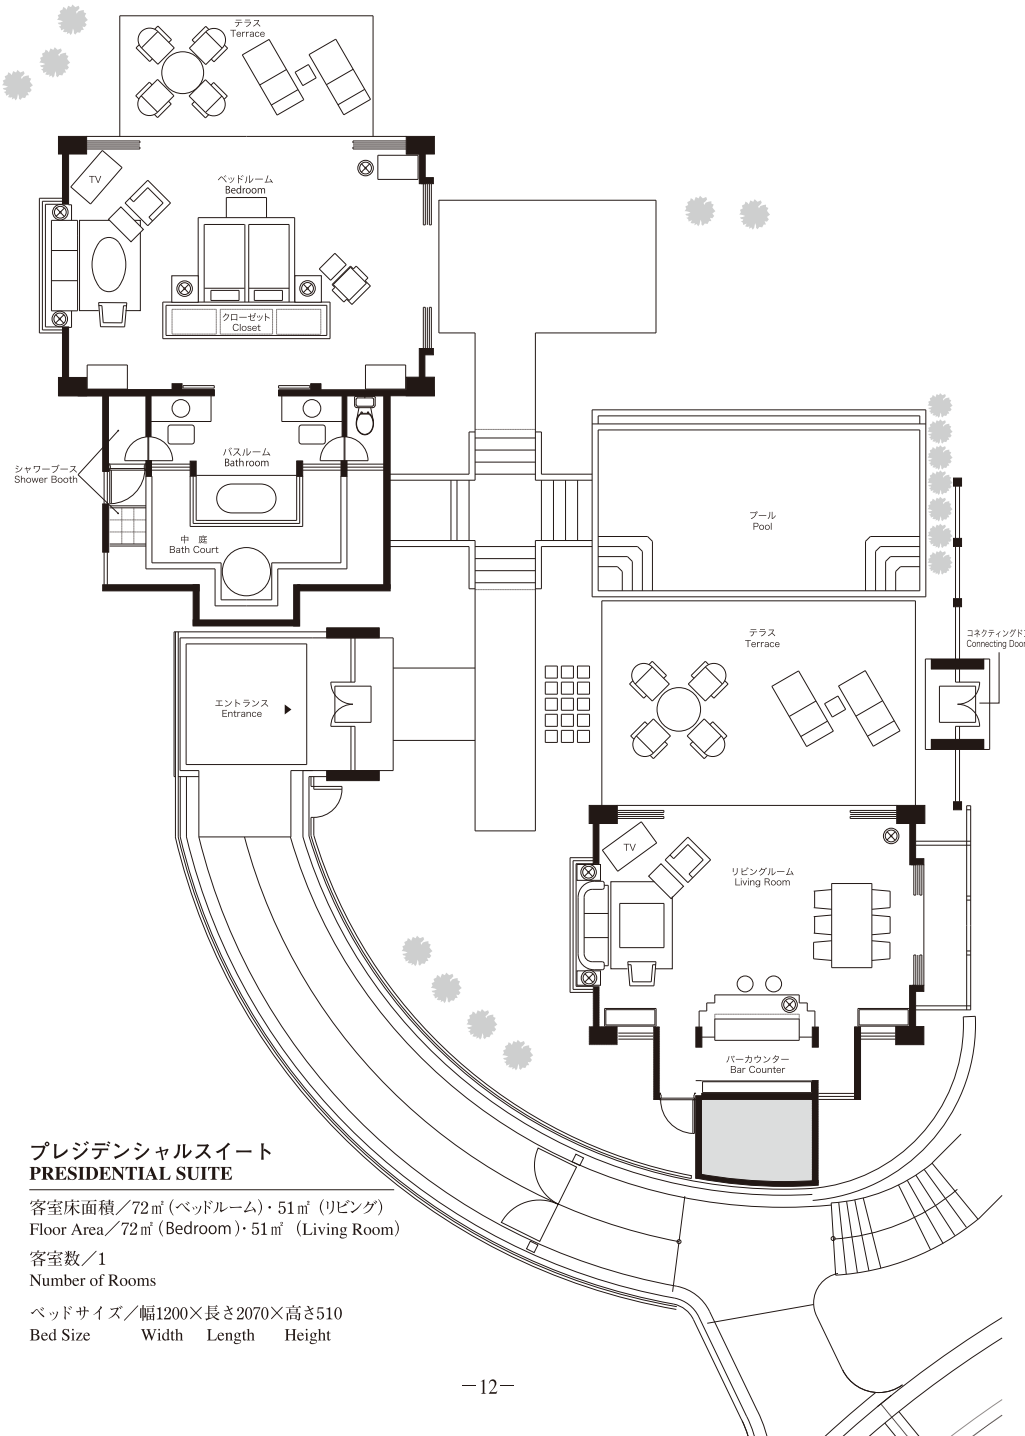 テラス
Terrace
TV
ベッドルーム
Bedroom
クローゼット
Closet
バスルーム
Bathroom
シャワーブース
Shower Booth
中 庭
Bath Court
プール
Pool
テラス
Terrace
コネクティングド
Connecting Door
エントランス
Entrance
TV
リビングルーム
Living Room
バーカウンター
Bar Counter
プレジデンシャルスイート
PRESIDENTIAL SUITE
客室床面積／72㎡（ベッドルーム）・51㎡（リビング）
Floor Area／72㎡（Bedroom）・51㎡（Living Room）
客室数／1
Number of Rooms
ベッドサイズ／幅1200×長さ2070×高さ510
Bed Size Width Length Height
—12—